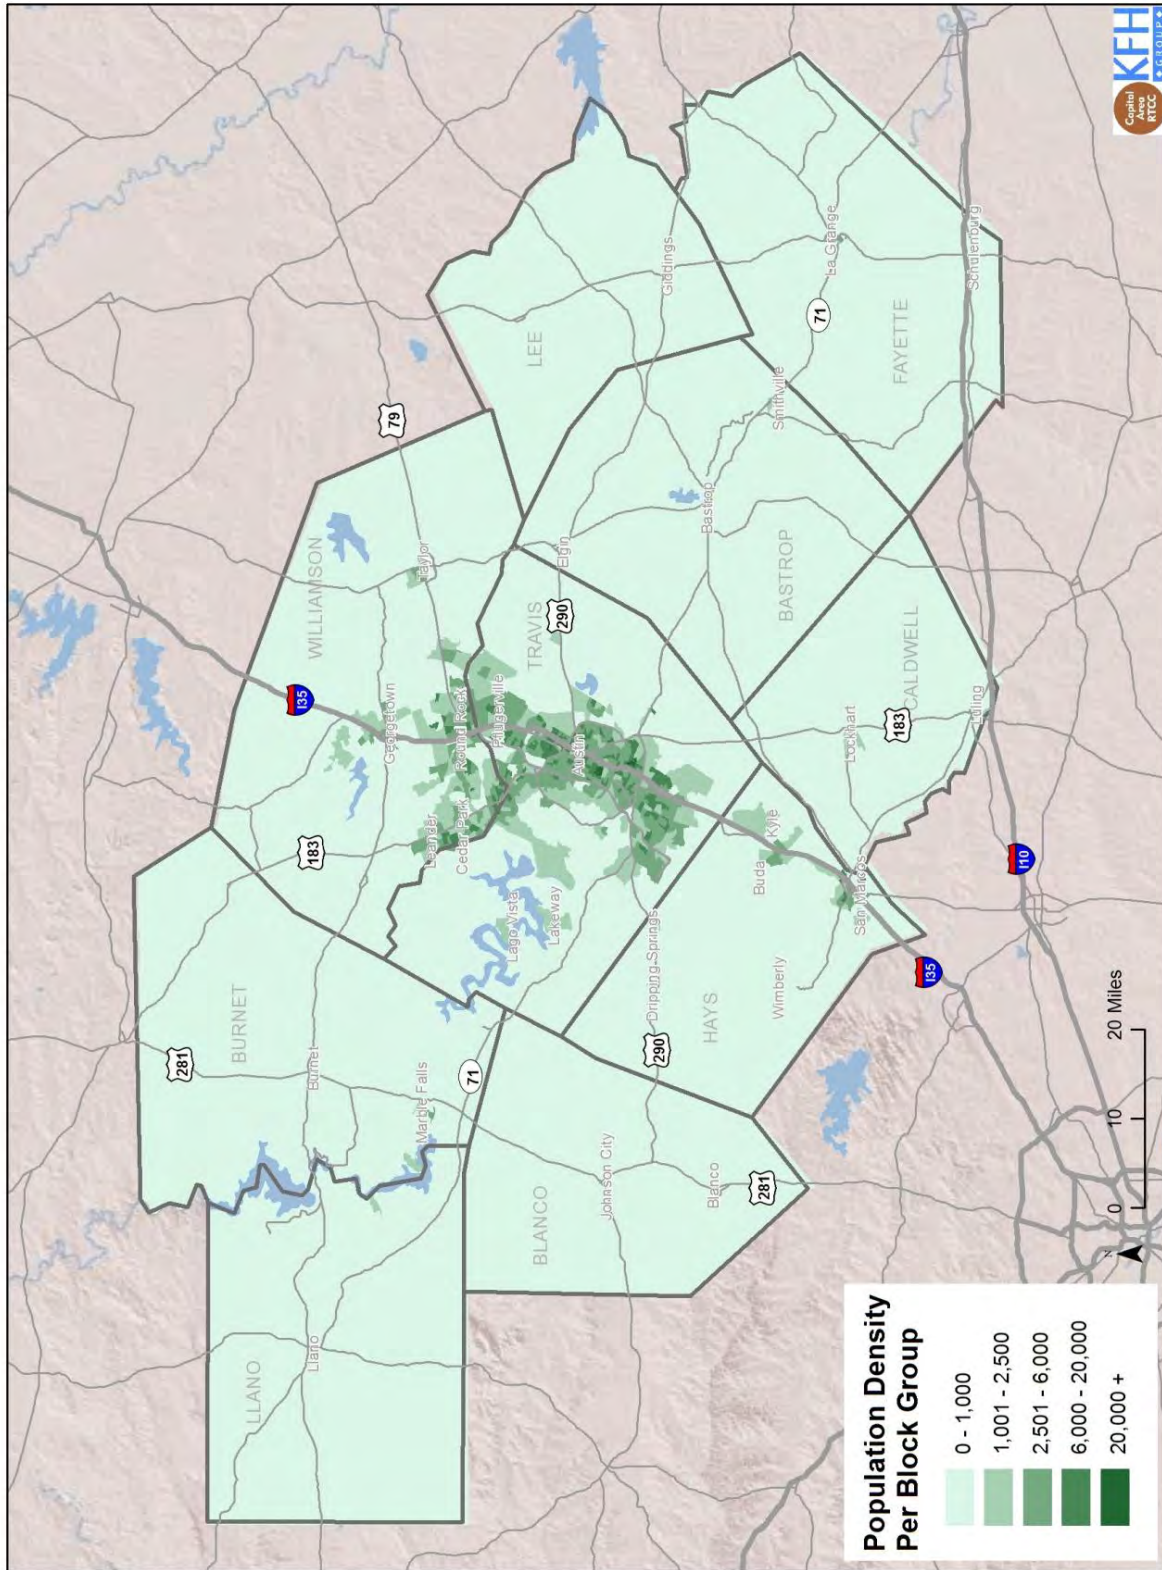 LLANO
Llano
BURNET
281
Burnet
Marble Falls
71
BLANCO
Johnson City
Blanco
281
WILLIAMSON
I35
183
Georgetown
79
Taylor
Leander
Cedar Park
Round Rock
Pflugerville
TRAVIS
290
Elgin
Lago Vista
Lakeway
Austin
Dripping Springs
290
HAYS
Wimberly
Buda
Kyle
San Marcos
I35
LEE
Giddings
Bastrop
BASTROP
Smithville
71
La Grange
FAYETTE
Schulenburg
CALDWELL
Lockhart
183
Luling
I10
Population Density
Per Block Group
0 - 1,000
1,001 - 2,500
2,501 - 6,000
6,000 - 20,000
20,000 +
N
0 10 20 Miles
Capital
Area
RTCC
KFH
GROUP